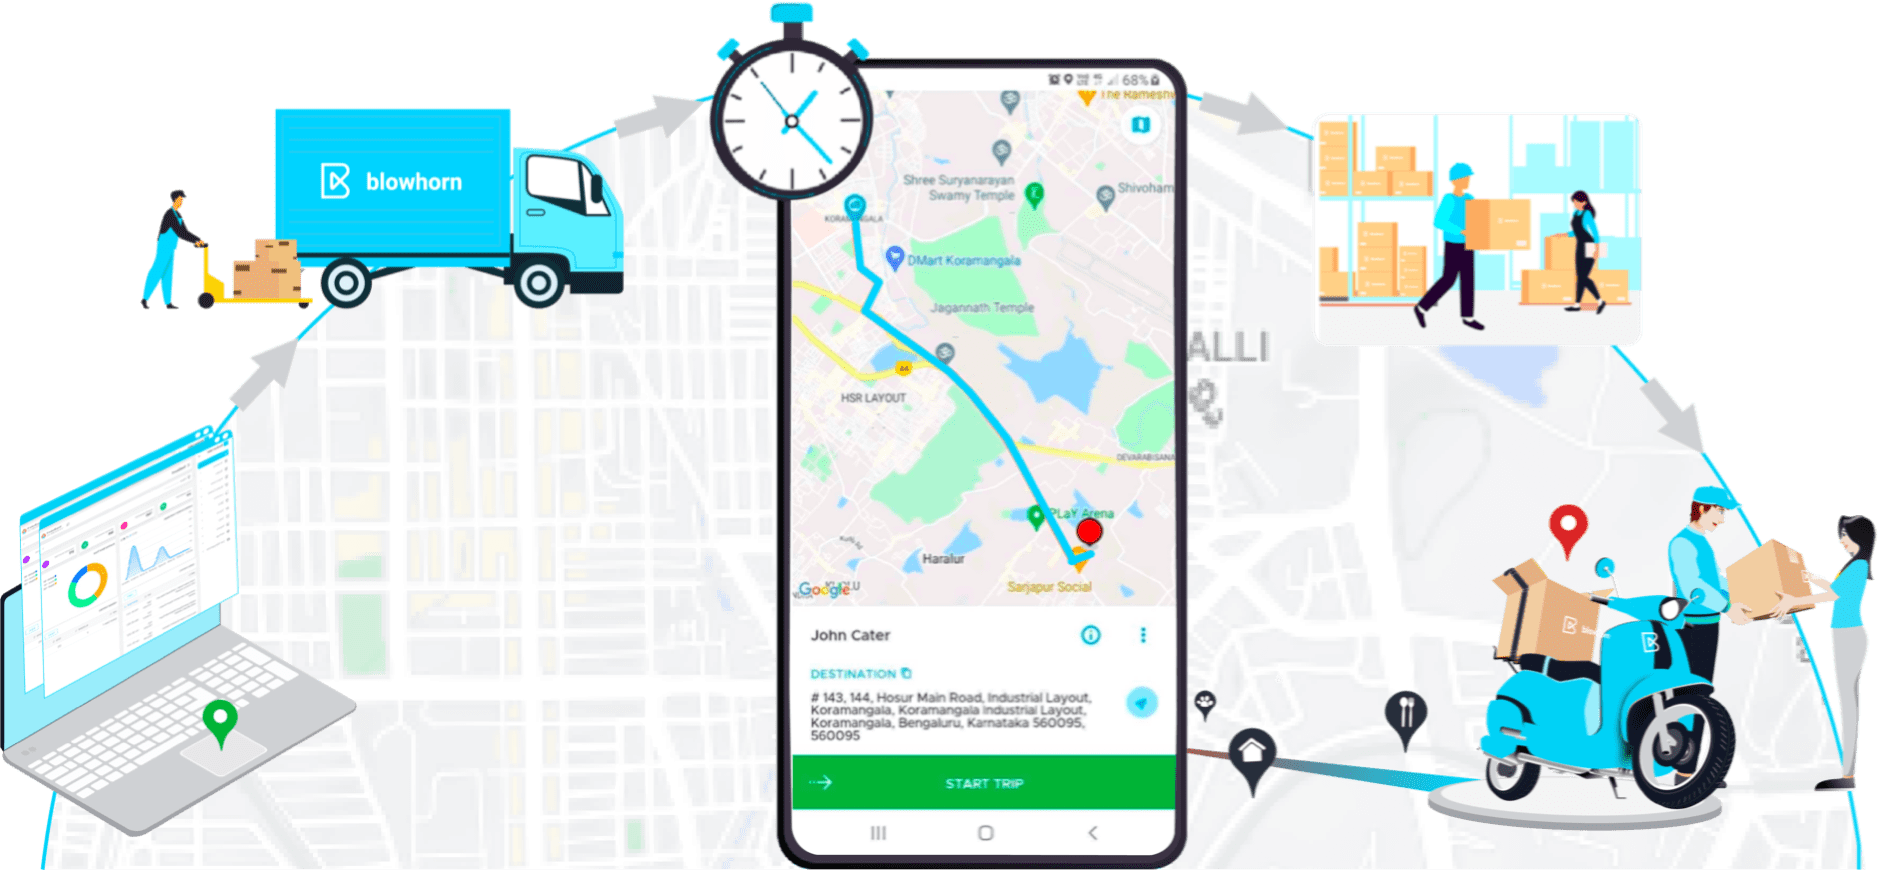 blowhorn
68%
The Ramesh
Shree Suryanarayan
Swamy Temple
Shivoham
KORAMANGALA
DMart Koramangala
Jagannath Temple
ALLI
HSR LAYOUT
DEVARABISANA
PLaY Arena
Haralur
Sarjapur Social
Google
John Cater
DESTINATION
# 143, 144, Hosur Main Road, Industrial Layout,
Koramangala, Koramangala Industrial Layout,
Koramangala, Bengaluru, Karnataka 560095,
560095
START TRIP
blowhorn